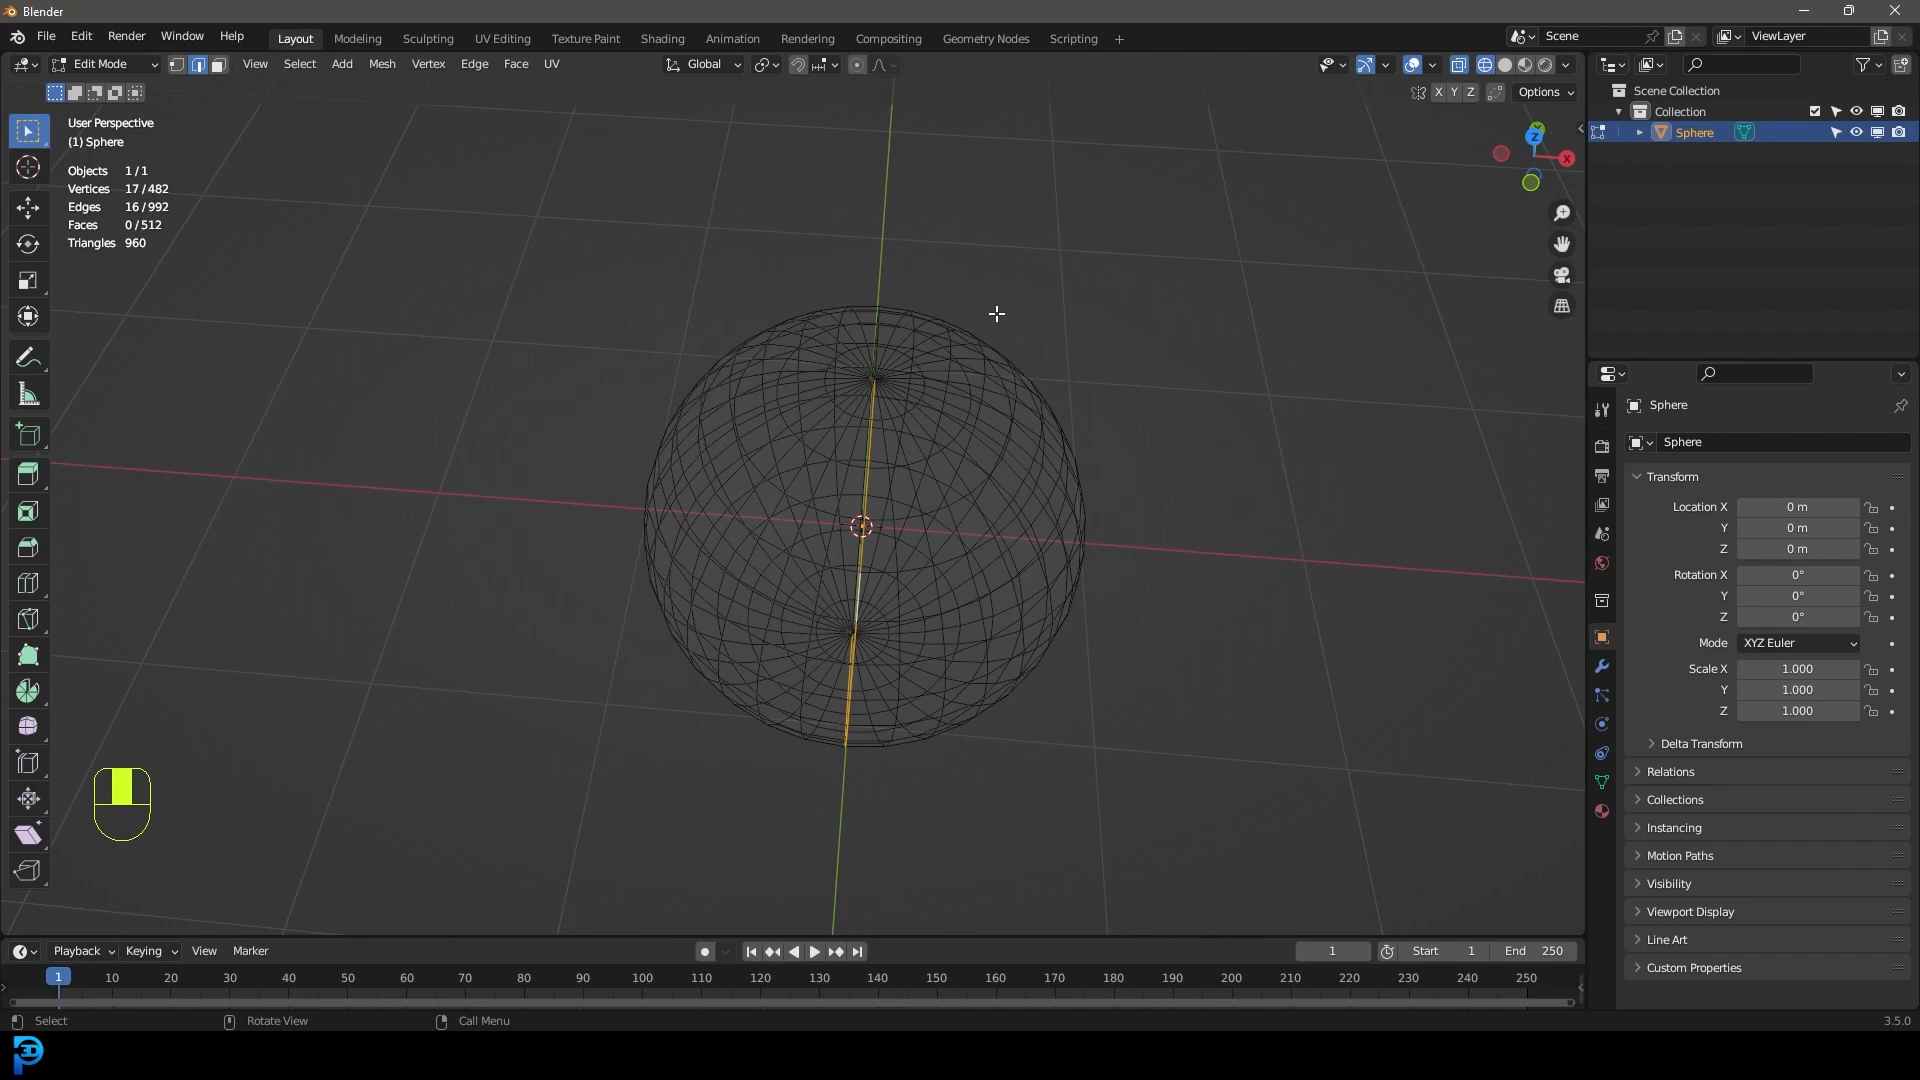 Blender
File Edit Render Window Help
Layout Modeling Sculpting UV Editing Texture Paint Shading Animation Rendering Compositing Geometry Nodes Scripting +
Scene
ViewLayer
Edit Mode
View Select Add Mesh Vertex Edge Face UV
Global
X Y Z
Options
User Perspective
(1) Sphere
Objects 1/1
Vertices 17/482
Edges 16/992
Faces 0/512
Triangles 960
Z
X
Scene Collection
Collection
Sphere
Sphere
Sphere
Transform
Location X 0 m
Y 0 m
Z 0 m
Rotation X 0°
Y 0°
Z 0°
Mode XYZ Euler
Scale X 1.000
Y 1.000
Z 1.000
Delta Transform
Relations
Collections
Instancing
Motion Paths
Visibility
Viewport Display
Line Art
Custom Properties
Playback Keying View Marker
1
Start 1
End 250
1 10 20 30 40 50 60 70 80 90 100 110 120 130 140 150 160 170 180 190 200 210 220 230 240 250
Select
Rotate View
Call Menu
3.5.0